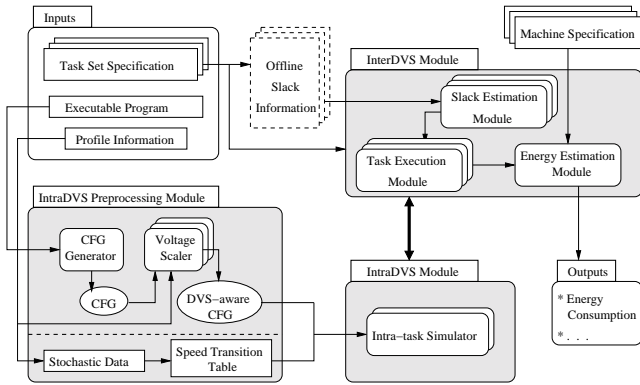 Inputs
Task Set Specification
Executable Program
Profile Information
Offline
Slack
Information
Machine Specification
InterDVS Module
Slack Estimation
Module
Task Execution
Module
Energy Estimation
Module
IntraDVS Preprocessing Module
CFG
Generator
Voltage
Scaler
CFG
DVS−aware
CFG
Stochastic Data
Speed Transition
Table
IntraDVS Module
Intra−task Simulator
Outputs
* Energy
Consumption
* . . .